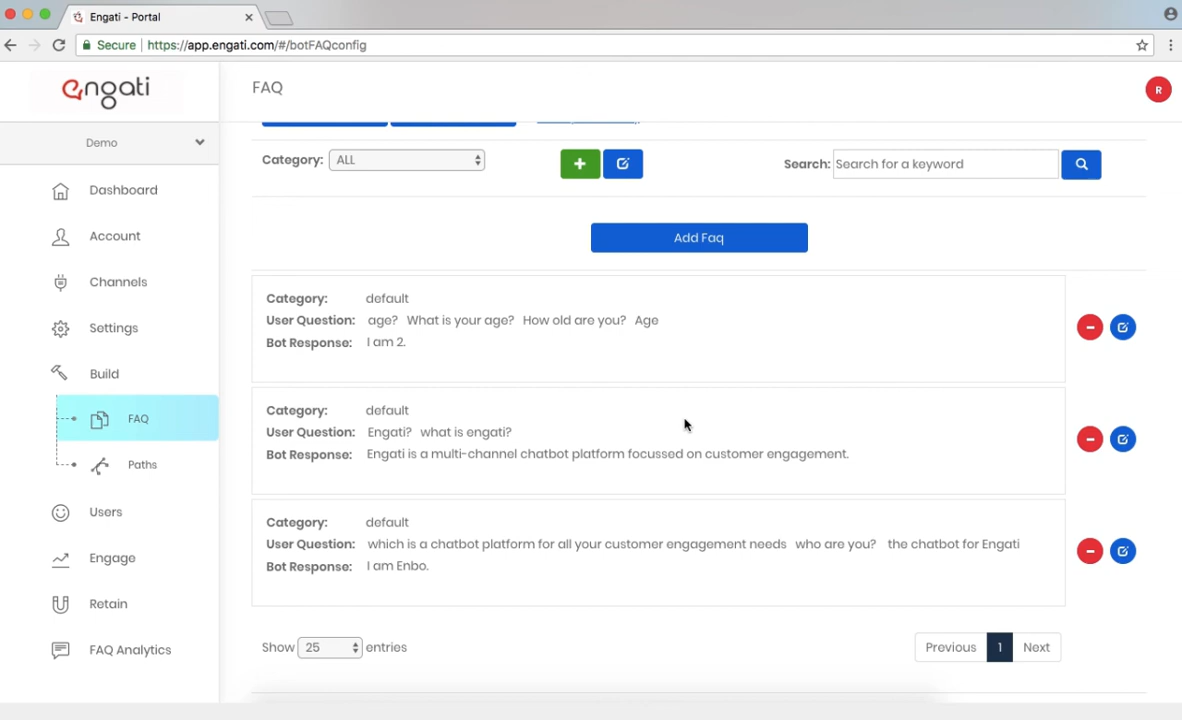 Engati - Portal
Secure
https://app.engati.com/#/botFAQconfig
engati
FAQ
R
Demo
Category: ALL
Search: Search for a keyword
Dashboard
Account
Channels
Settings
Build
FAQ
Paths
Users
Engage
Retain
FAQ Analytics
Add Faq
Category: default
User Question: age? What is your age? How old are you? Age
Bot Response: I am 2.
Category: default
User Question: Engati? what is engati?
Bot Response: Engati is a multi-channel chatbot platform focussed on customer engagement.
Category: default
User Question: which is a chatbot platform for all your customer engagement needs who are you? the chatbot for Engati
Bot Response: I am Enbo.
Show 25 entries
Previous 1 Next